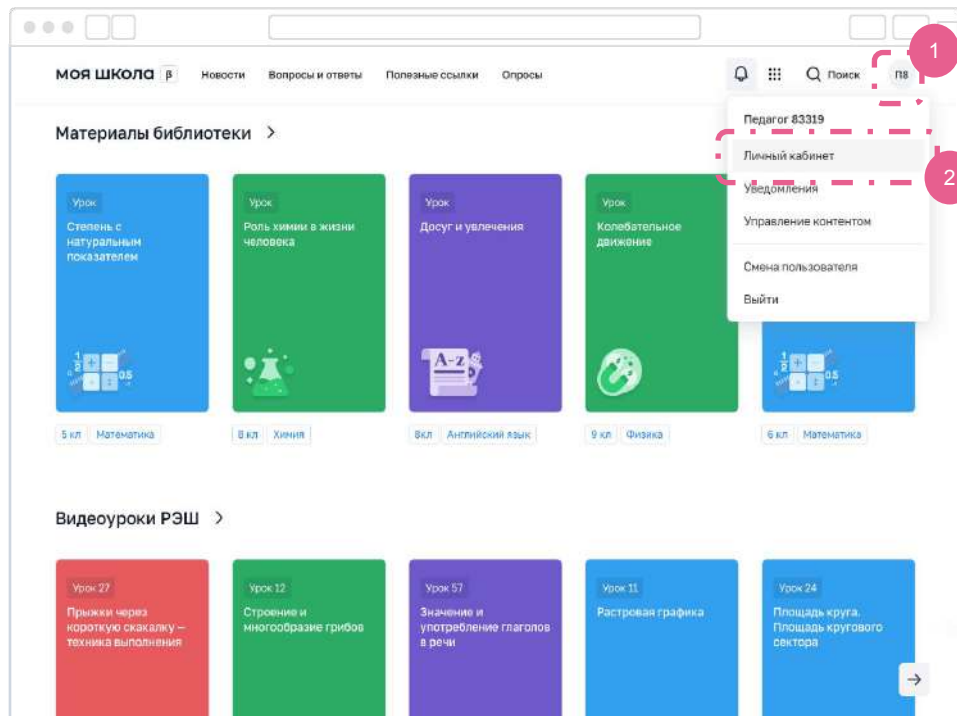 МОЯ ШКОЛА β Новости Вопросы и ответы Полезные ссылки Опросы Поиск П8
1
Педагог 83319
Личный кабинет
2
Уведомления
Управление контентом
Смена пользователя
Выйти
Материалы библиотеки >
Урок
Степень с
натуральным
показателем
5 кл Математика
Урок
Роль химии в жизни
человека
8 кл Химия
Урок
Досуг и увлечения
A-z
8кл Английский язык
Урок
Колебательное
движение
9 кл Физика
6 кл Математика
Видеоуроки РЭШ >
Урок 27
Прыжки через
короткую скакалку —
техника выполнения
Урок 12
Строение и
многообразие грибов
Урок 57
Значение и
употребление глаголов
в речи
Урок 11
Растровая графика
Урок 24
Площадь круга.
Площадь кругового
сектора